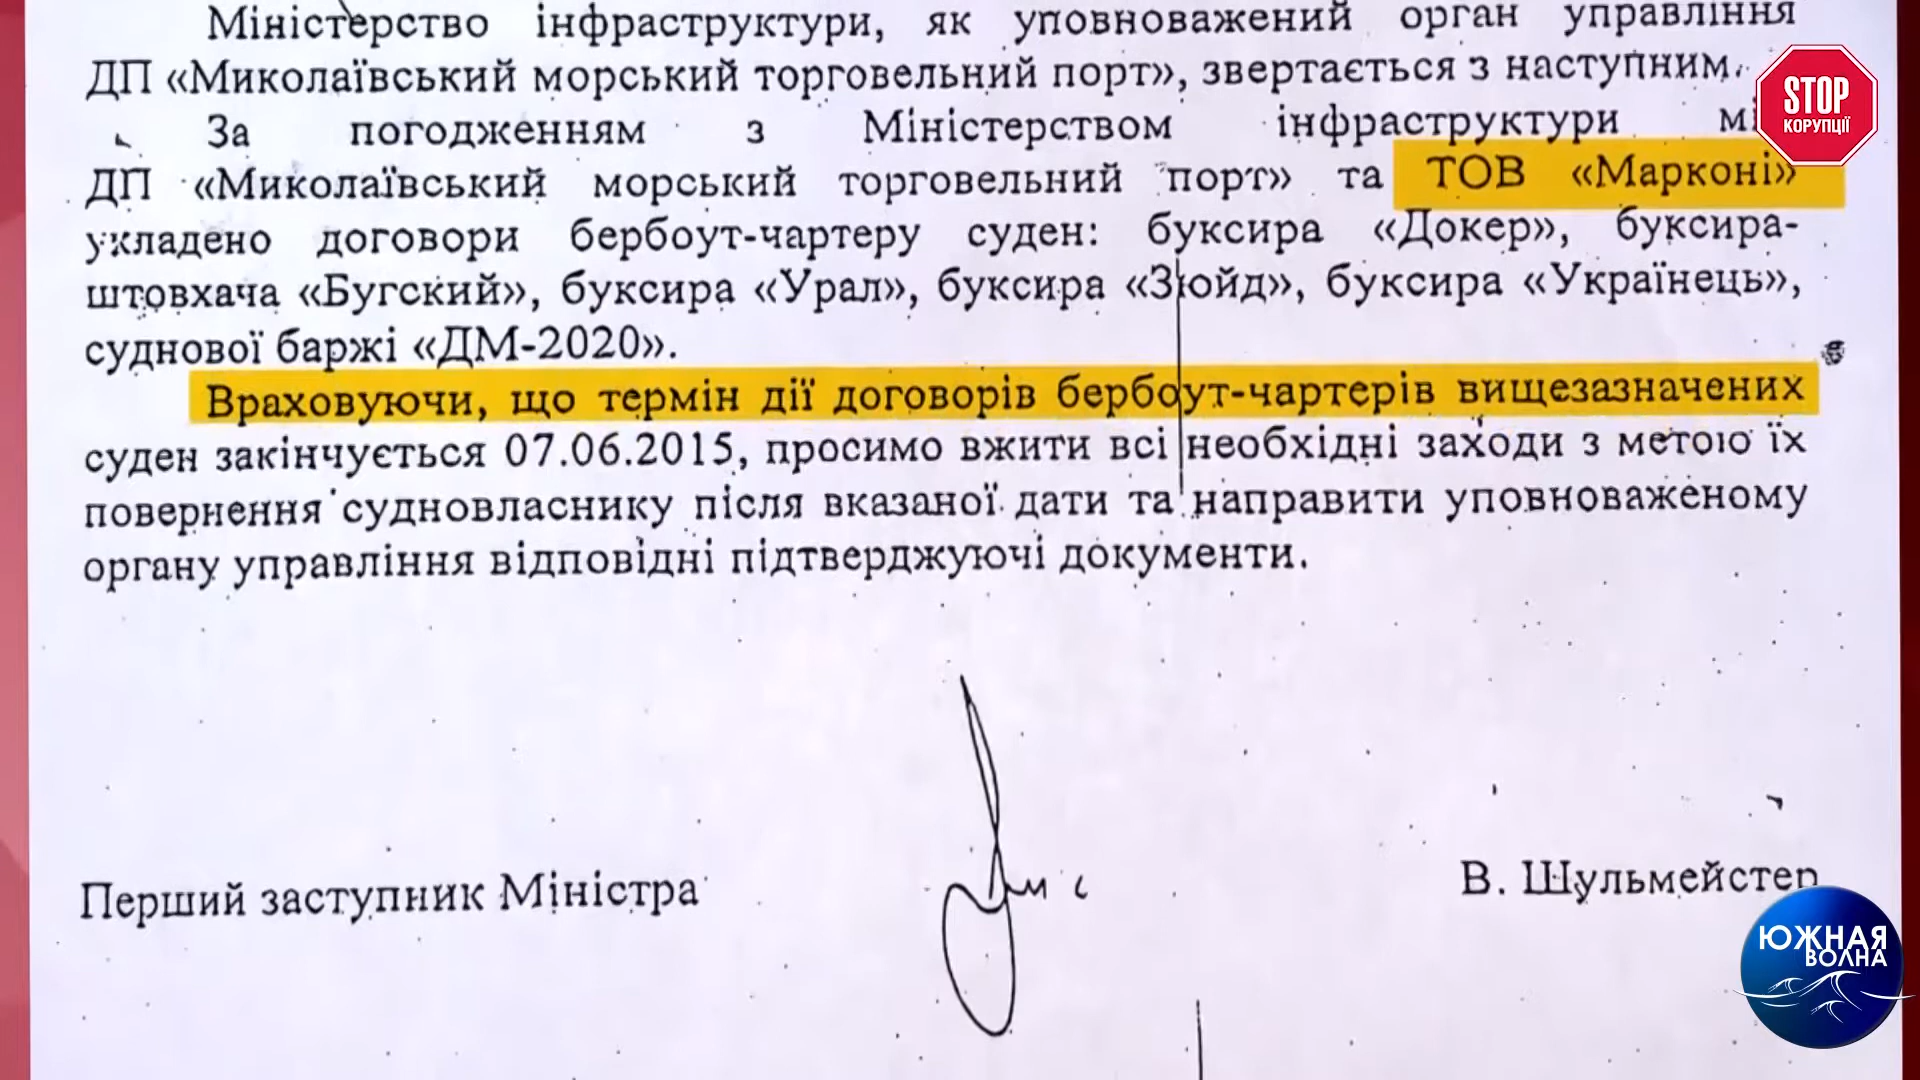 Міністерство інфраструктури, як уповноважений орган управління
ДП «Миколаївський морський торговельний порт», звертається з наступним.
За погодженням з Міністерством інфраструктури
ДП «Миколаївський морський торговельний порт» та ТОВ «Марконі»
укладено договори бербоут-чартеру суден: буксира «Докер», буксира-
штовхача «Бугский», буксира «Урал», буксира «Зюйд», буксира «Українець»,
суднової баржі «ДМ-2020».
Враховуючи, що термін дії договорів бербоут-чартерів вищезазначених
суден закінчується 07.06.2015, просимо вжити всі необхідні заходи з метою їх
повернення судновласнику після вказаної дати та направити уповноваженому
органу управління відповідні підтверджуючі документи.
Перший заступник Міністра В. Шульмейстер
STOP
КОРУПЦІЇ
ЮЖНАЯ
ВОЛНА